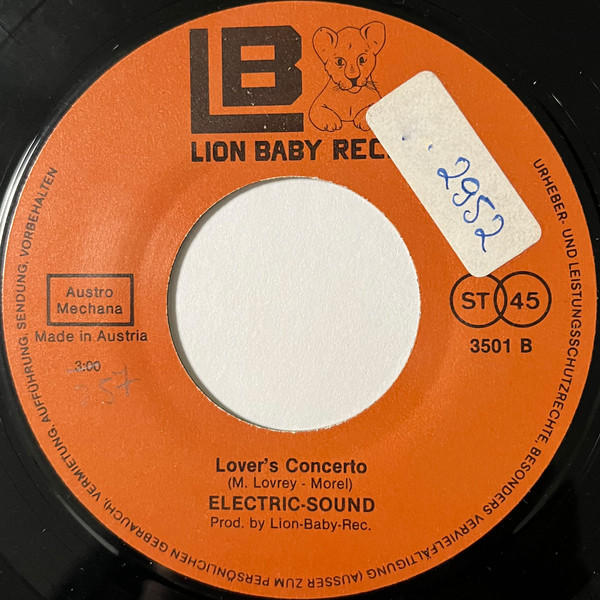 LB
LION BABY REC.
2952
Austro
Mechana
Made in Austria
3:00
ST 45
3501 B
Lover's Concerto
(M. Lovrey - Morel)
ELECTRIC-SOUND
Prod. by Lion-Baby-Rec.
URHEBER- UND LEISTUNGSSCHUTZRECHTE, BESONDERS VERVIELFÄLTIGUNG (AUSSER ZUM PERSÖNLICHEN GEBRAUCH), VERMIETUNG, AUFFÜHRUNG, SENDUNG, VORBEHALTEN